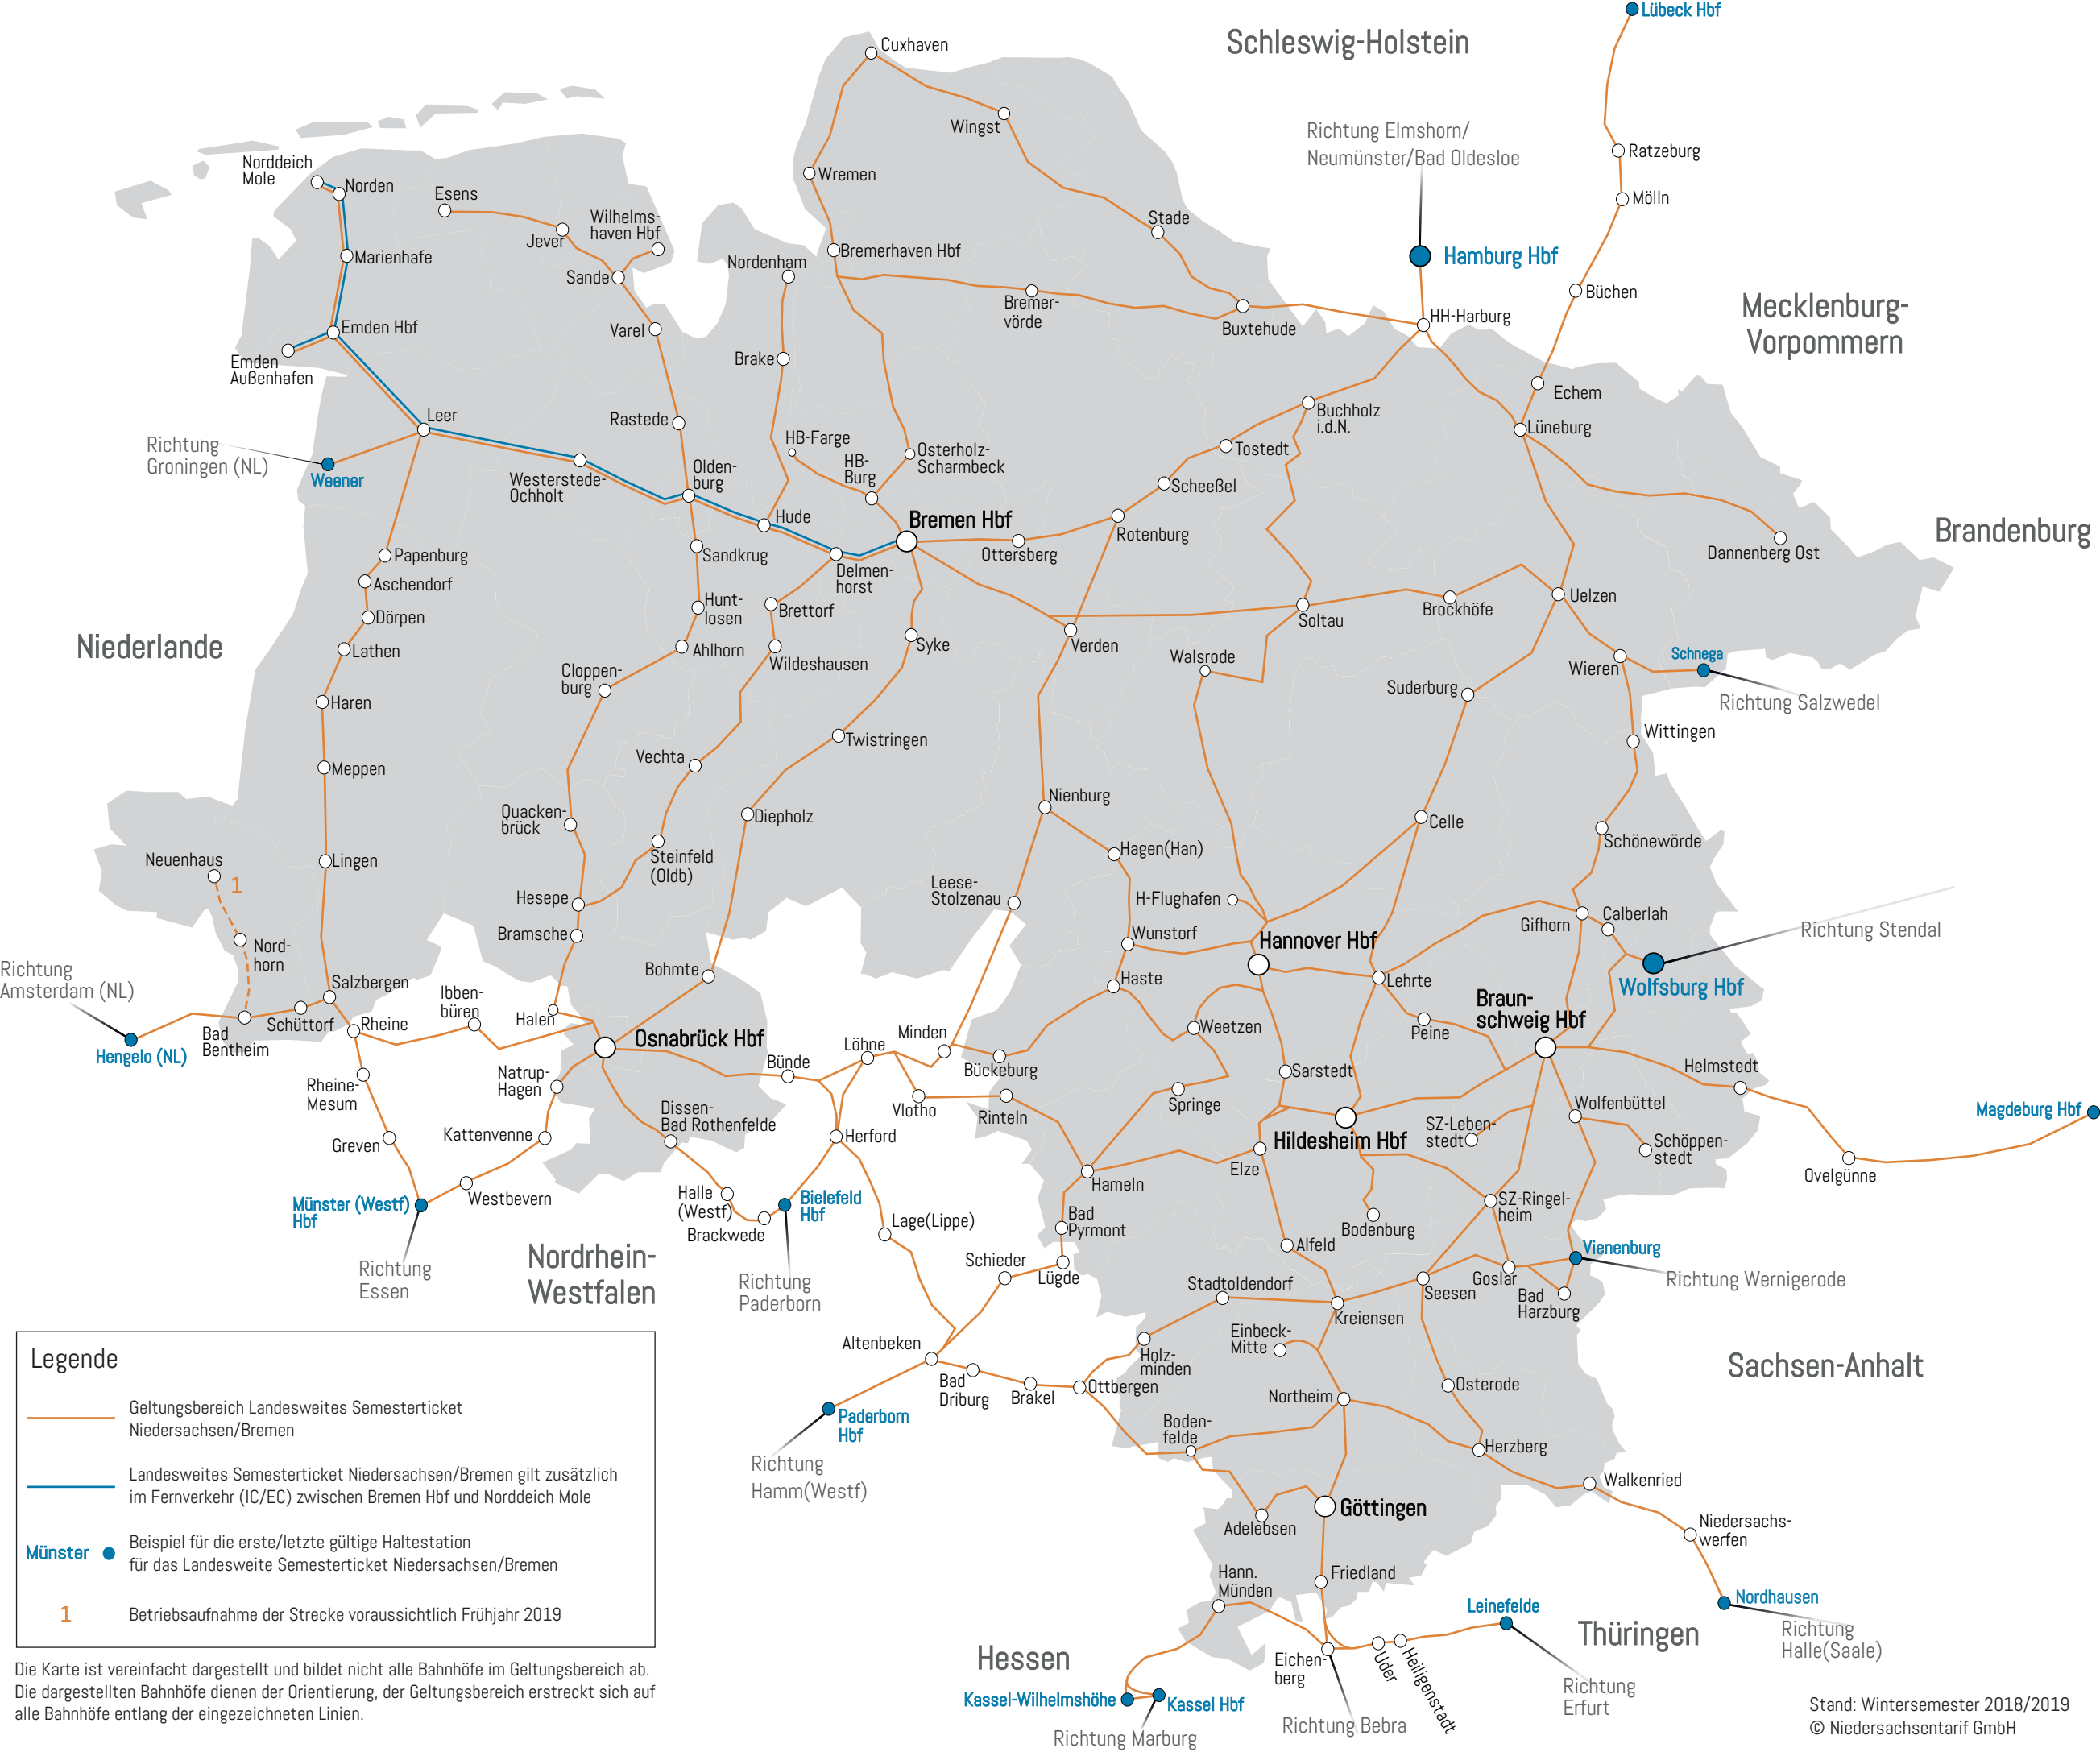 Lübeck Hbf
Schleswig-Holstein
Cuxhaven
Wingst
Richtung Elmshorn/
Neumünster/Bad Oldesloe
Ratzeburg
Norddeich
Mole
Norden
Esens
Wremen
Mölln
Jever
Wilhelms-
haven Hbf
Stade
Marienhafe
Bremerhaven Hbf
Hamburg Hbf
Nordenham
Sande
Büchen
Mecklenburg-
Vorpommern
Bremer-
vörde
Buxtehude
HH-Harburg
Emden Hbf
Varel
Emden
Außenhafen
Brake
Echem
Leer
Rastede
Buchholz
i.d.N.
Lüneburg
Richtung
Groningen (NL)
Weener
HB-Farge
HB-
Burg
Osterholz-
Scharmbeck
Tostedt
Westerstede-
Ochholt
Olden-
burg
Scheeßel
Hude
Bremen Hbf
Ottersberg
Rotenburg
Dannenberg Ost
Brandenburg
Papenburg
Sandkrug
Delmen-
horst
Aschendorf
Hunt-
losen
Brettorf
Dörpen
Soltau
Brockhöfe
Uelzen
Niederlande
Lathen
Ahlhorn
Wildeshausen
Syke
Verden
Walsrode
Wieren
Schnega
Richtung Salzwedel
Cloppen-
burg
Suderburg
Haren
Wittingen
Twistringen
Vechta
Meppen
Nienburg
Quacken-
brück
Diepholz
Celle
Schönewörde
Neuenhaus
1
Lingen
Steinfeld
(Oldb)
Hagen(Han)
Leese-
Stolzenau
H-Flughafen
Hesepe
Gifhorn
Calberlah
Richtung Stendal
Bramsche
Wunstorf
Hannover Hbf
Nord-
horn
Richtung
Amsterdam (NL)
Salzbergen
Bohmte
Haste
Lehrte
Wolfsburg Hbf
Ibben-
büren
Halen
Braun-
schweig Hbf
Hengelo (NL)
Bad
Bentheim
Schüttorf
Rheine
Osnabrück Hbf
Minden
Weetzen
Peine
Löhne
Bünde
Bückeburg
Sarstedt
Helmstedt
Rheine-
Mesum
Natrup-
Hagen
Vlotho
Rinteln
Springe
Wolfenbüttel
Magdeburg Hbf
Dissen-
Bad Rothenfelde
SZ-Leben-
stedt
Schöppen-
stedt
Greven
Kattenvenne
Herford
Hildesheim Hbf
Elze
Ovelgünne
Hameln
Westbevern
Münster (Westf)
Hbf
Halle
(Westf)
Brackwede
Bielefeld
Hbf
Lage(Lippe)
Bad
Pyrmont
Bodenburg
SZ-Ringel-
heim
Alfeld
Vienenburg
Richtung Wernigerode
Richtung
Essen
Nordrhein-
Westfalen
Richtung
Paderborn
Schieder
Lügde
Stadtoldendorf
Seesen
Goslar
Bad
Harzburg
Kreiensen
Altenbeken
Einbeck-
Mitte
Holz-
minden
Sachsen-Anhalt
Bad
Driburg
Brakel
Ottbergen
Northeim
Osterode
Paderborn
Hbf
Boden-
felde
Herzberg
Richtung
Hamm(Westf)
Walkenried
Adelebsen
Göttingen
Niedersachs-
werfen
Hann.
Münden
Friedland
Leinefelde
Nordhausen
Richtung
Halle(Saale)
Thüringen
Hessen
Eichen-
berg
Uder
Heiligenstadt
Kassel-Wilhelmshöhe
Kassel Hbf
Richtung Marburg
Richtung Bebra
Richtung
Erfurt
Legende
Geltungsbereich Landesweites Semesterticket
Niedersachsen/Bremen
Landesweites Semesterticket Niedersachsen/Bremen gilt zusätzlich
im Fernverkehr (IC/EC) zwischen Bremen Hbf und Norddeich Mole
Münster
Beispiel für die erste/letzte gültige Haltestation
für das Landesweite Semesterticket Niedersachsen/Bremen
1
Betriebsaufnahme der Strecke voraussichtlich Frühjahr 2019
Die Karte ist vereinfacht dargestellt und bildet nicht alle Bahnhöfe im Geltungsbereich ab.
Die dargestellten Bahnhöfe dienen der Orientierung, der Geltungsbereich erstreckt sich auf
alle Bahnhöfe entlang der eingezeichneten Linien.
Stand: Wintersemester 2018/2019
© Niedersachsentarif GmbH